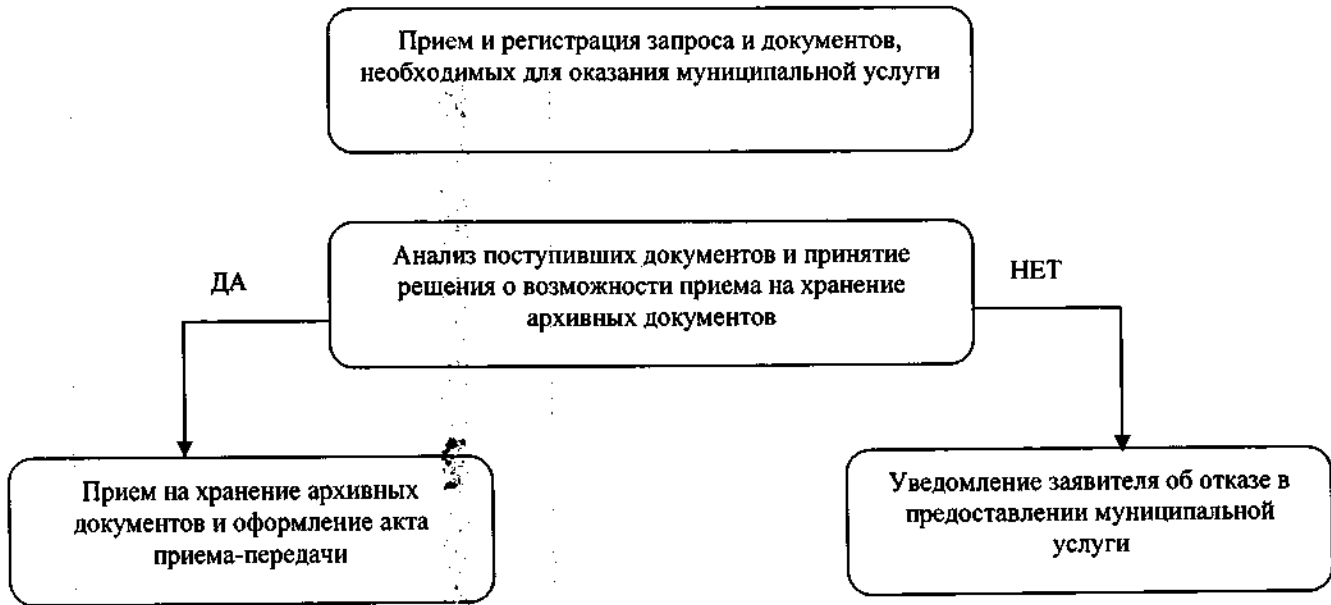 Прием и регистрация запроса и документов,
необходимых для оказания муниципальной услуги
Анализ поступивших документов и принятие
решения о возможности приема на хранение
архивных документов
ДА
НЕТ
Прием на хранение архивных
документов и оформление акта
приема-передачи
Уведомление заявителя об отказе в
предоставлении муниципальной
услуги